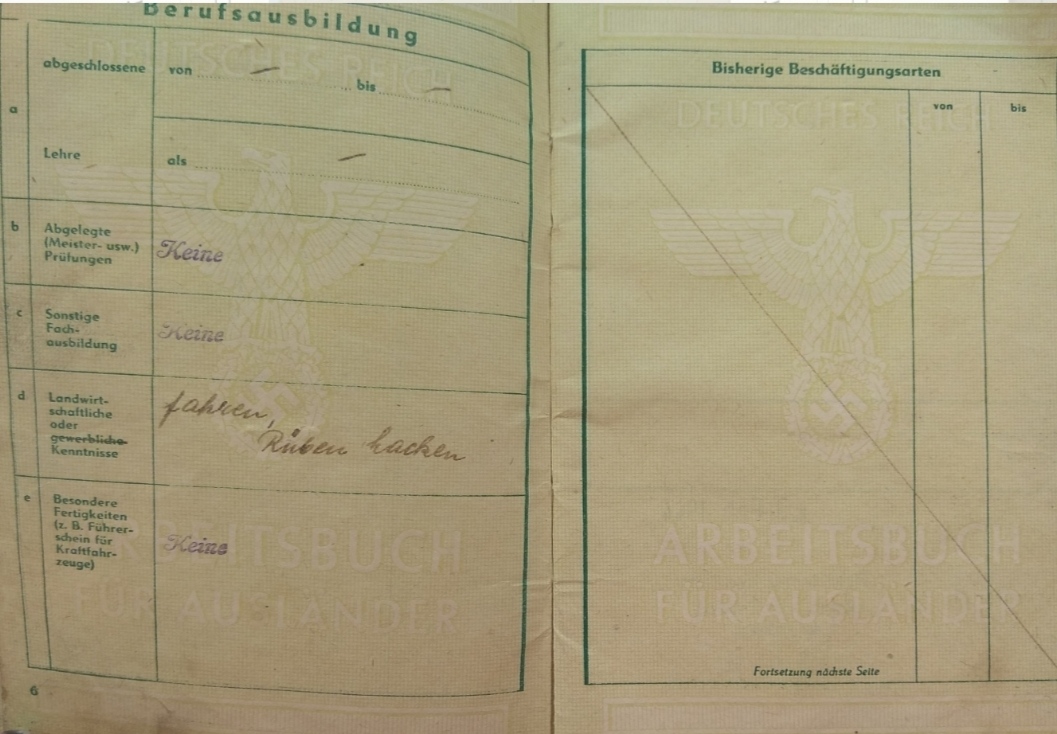 Berufsausbildung
a
abgeschlossene
von
bis
Lehre
als
b
Abgelegte
(Meister- usw.)
Prüfungen
Keine
c
Sonstige
Fach-
ausbildung
Keine
d
Landwirt-
schaftliche
oder
gewerbliche
Kenntnisse
fahren,
Rüben hacken
e
Besondere
Fertigkeiten
(z. B. Führer-
schein für
Kraftfahr-
zeuge)
Keine
DEUTSCHES REICH
ARBEITSBUCH
FÜR AUSLÄNDER
6
Bisherige Beschäftigungsarten
von
bis
DEUTSCHES REICH
ARBEITSBUCH
FÜR AUSLÄNDER
Fortsetzung nächste Seite